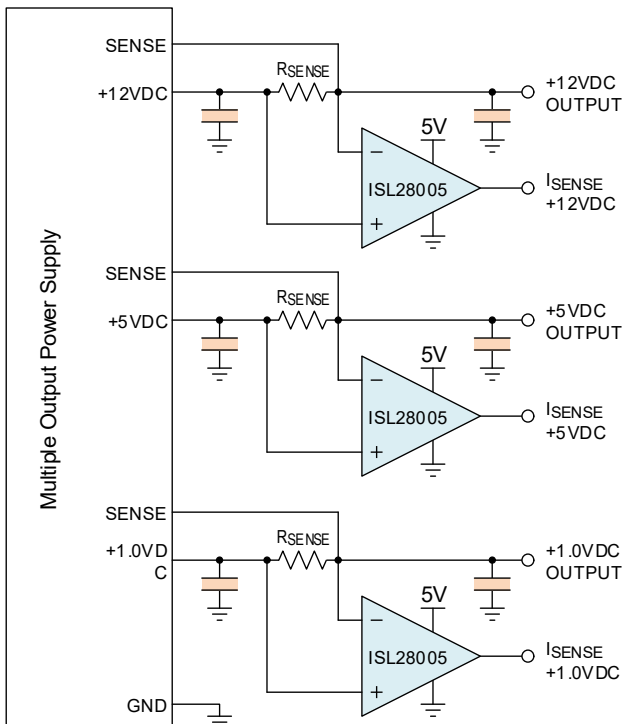 Multiple Output Power Supply
SENSE
+12VDC
RSENSE
+12VDC
OUTPUT
5V
ISL28005
ISENSE
+12VDC
SENSE
+5VDC
RSENSE
+5VDC
OUTPUT
5V
ISL28005
ISENSE
+5VDC
SENSE
+1.0VD
C
RSENSE
+1.0VDC
OUTPUT
5V
ISL28005
ISENSE
+1.0VDC
GND